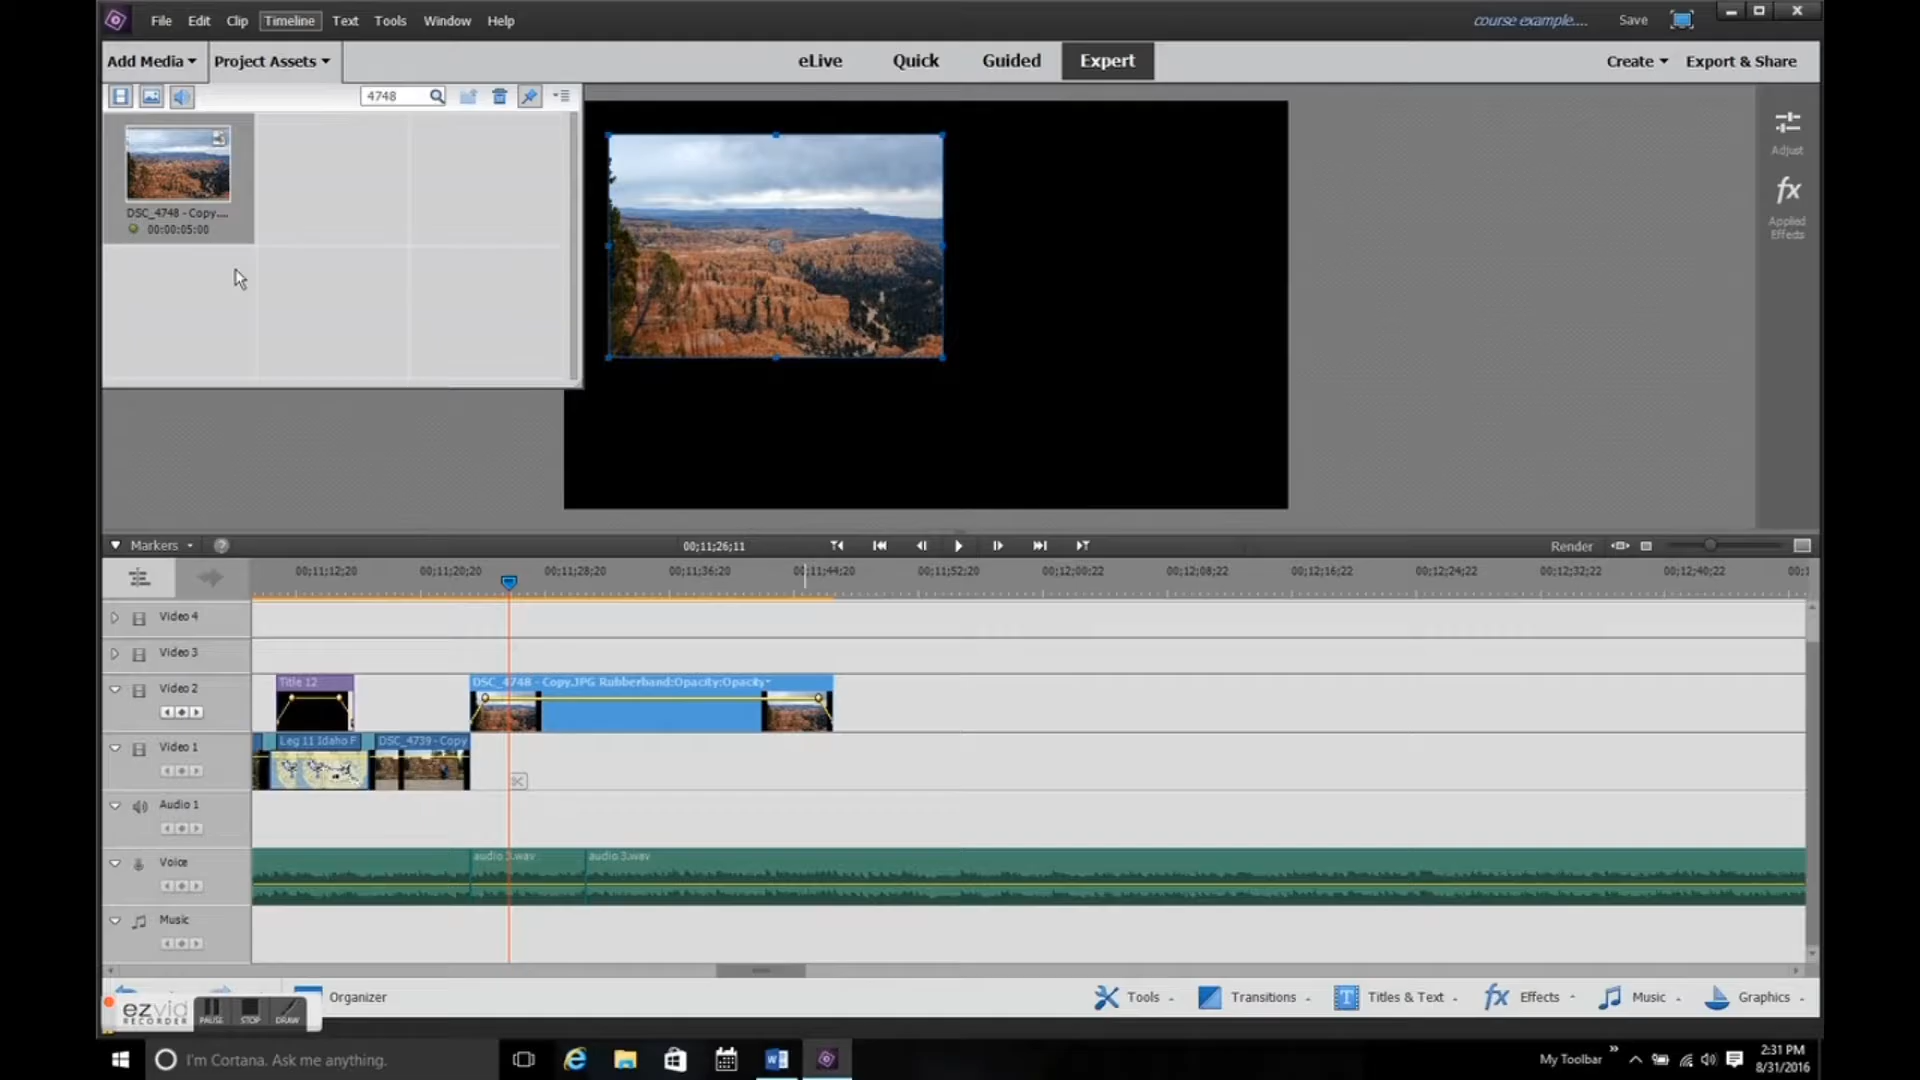 File Edit Clip Timeline Text Tools Window Help
course example.... Save
Add Media Project Assets
eLive Quick Guided Expert
Create Export & Share
4748
DSC_4748 - Copy....
00:00:05:00
Adjust
fx
Applied
Effects
Markers
00;11;26;11
Render
00;11;12;20 00;11;20;20 00;11;28;20 00;11;36;20 00;11;44;20 00;11;52;20 00;12;00;22 00;12;08;22 00;12;16;22 00;12;24;22 00;12;32;22 00;12;40;22 00;1
Video 4
Video 3
Video 2
Title 12
DSC_4748 - Copy.JPG Rubberband:Opacity:Opacity
Video 1
Leg 11 Idaho F
DSC_4739 - Copy
Audio 1
Voice
audio 3.wav
audio 3.wav
Music
Organizer
Tools Transitions Titles & Text Effects Music Graphics
ezvid
RECORDER
PAUSE STOP DRAW
I'm Cortana. Ask me anything.
My Toolbar
2:31 PM
8/31/2016